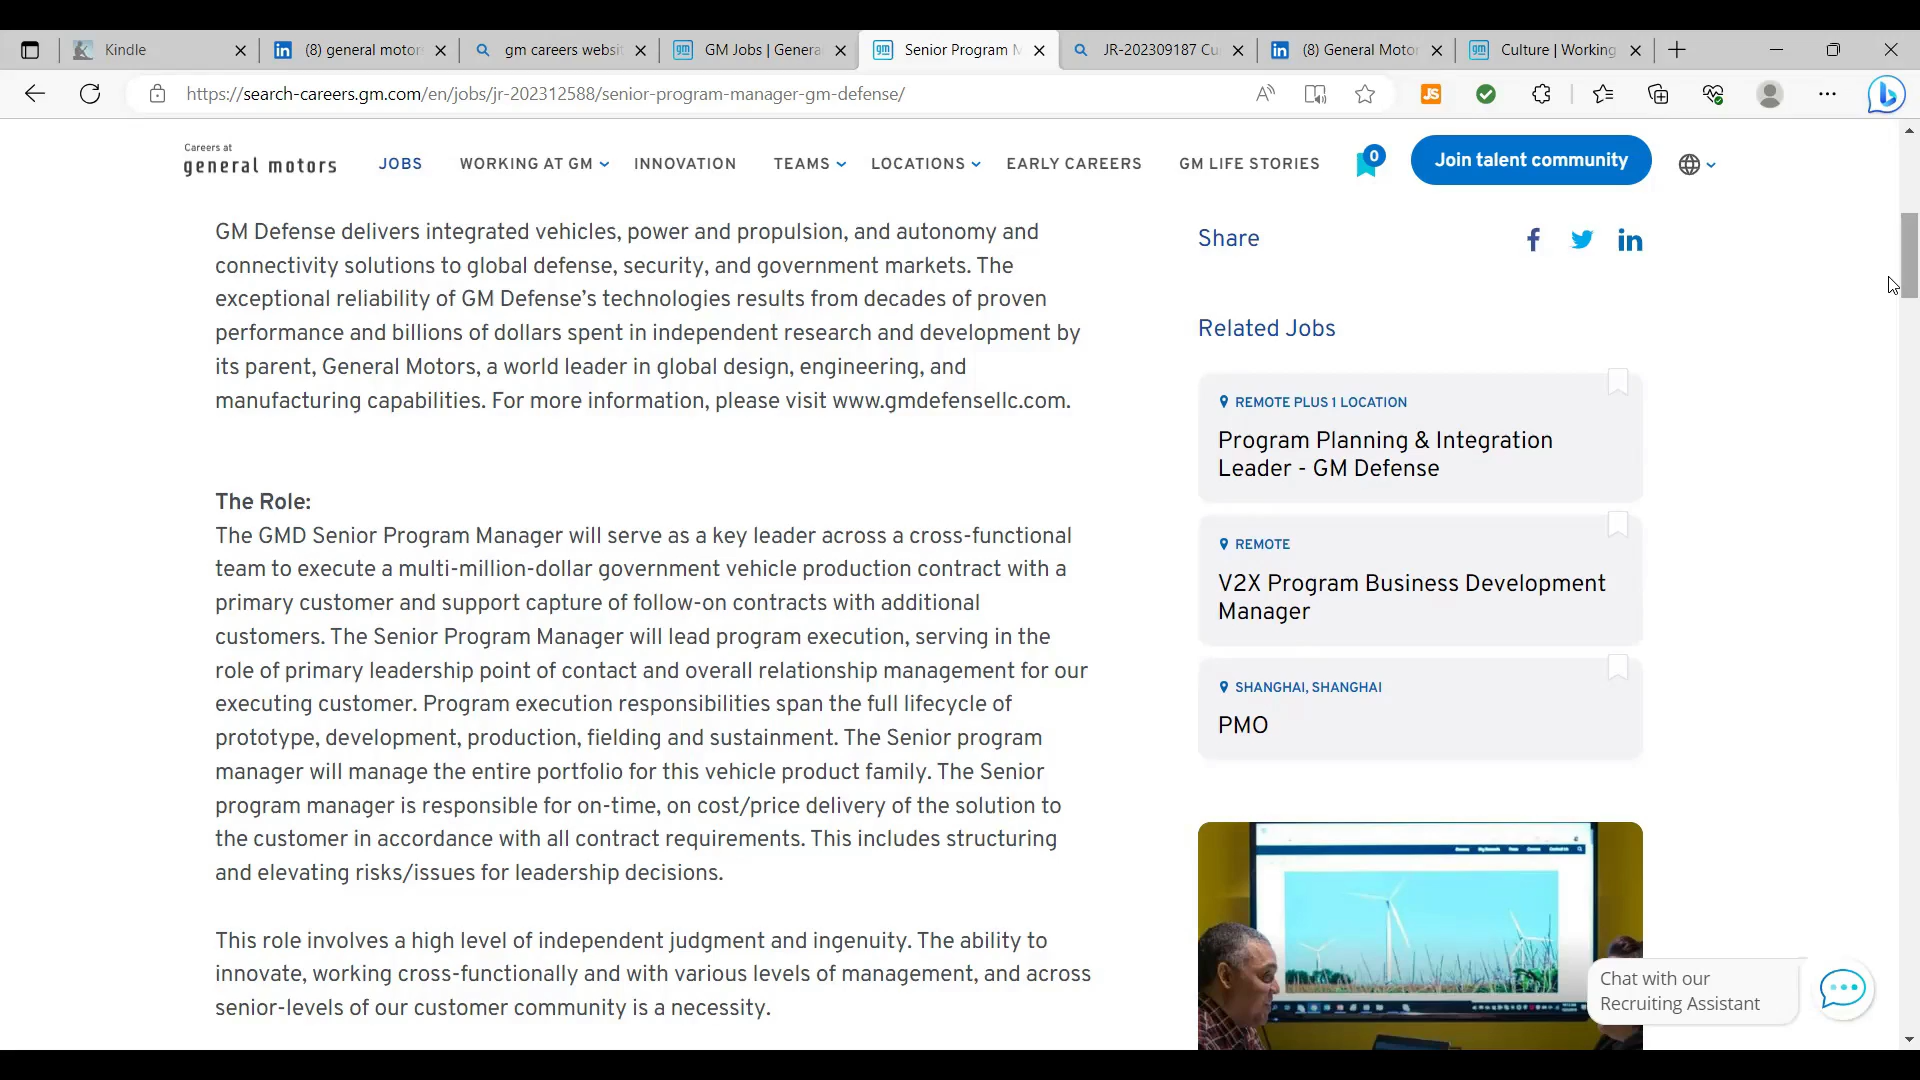 Kindle
(8) general motor
gm careers websit
GM Jobs | Genera
Senior Program M
JR-202309187 Cu
(8) General Motor
Culture | Working
https://search-careers.gm.com/en/jobs/jr-202312588/senior-program-manager-gm-defense/
Careers at
general motors
JOBS
WORKING AT GM
INNOVATION
TEAMS
LOCATIONS
EARLY CAREERS
GM LIFE STORIES
0
Join talent community
GM Defense delivers integrated vehicles, power and propulsion, and autonomy and
connectivity solutions to global defense, security, and government markets. The
exceptional reliability of GM Defense’s technologies results from decades of proven
performance and billions of dollars spent in independent research and development by
its parent, General Motors, a world leader in global design, engineering, and
manufacturing capabilities. For more information, please visit www.gmdefensellc.com.
The Role:
The GMD Senior Program Manager will serve as a key leader across a cross-functional
team to execute a multi-million-dollar government vehicle production contract with a
primary customer and support capture of follow-on contracts with additional
customers. The Senior Program Manager will lead program execution, serving in the
role of primary leadership point of contact and overall relationship management for our
executing customer. Program execution responsibilities span the full lifecycle of
prototype, development, production, fielding and sustainment. The Senior program
manager will manage the entire portfolio for this vehicle product family. The Senior
program manager is responsible for on-time, on cost/price delivery of the solution to
the customer in accordance with all contract requirements. This includes structuring
and elevating risks/issues for leadership decisions.
This role involves a high level of independent judgment and ingenuity. The ability to
innovate, working cross-functionally and with various levels of management, and across
senior-levels of our customer community is a necessity.
Share
Related Jobs
REMOTE PLUS 1 LOCATION
Program Planning & Integration
Leader - GM Defense
REMOTE
V2X Program Business Development
Manager
SHANGHAI, SHANGHAI
PMO
Chat with our
Recruiting Assistant